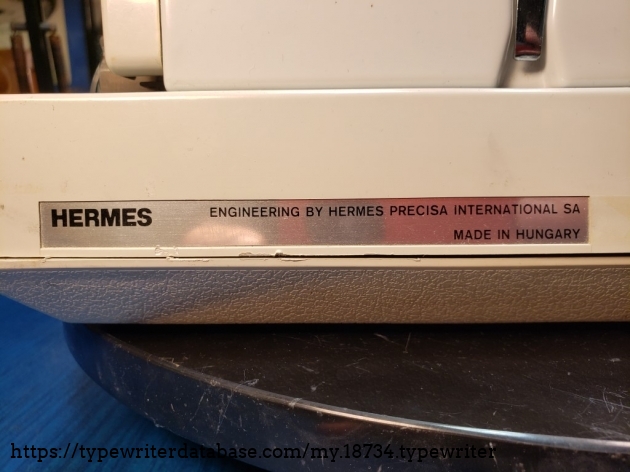 HERMES ENGINEERING BY HERMES PRECISA INTERNATIONAL SA
MADE IN HUNGARY
https://typewriterdatabase.com/my.18734.typewriter